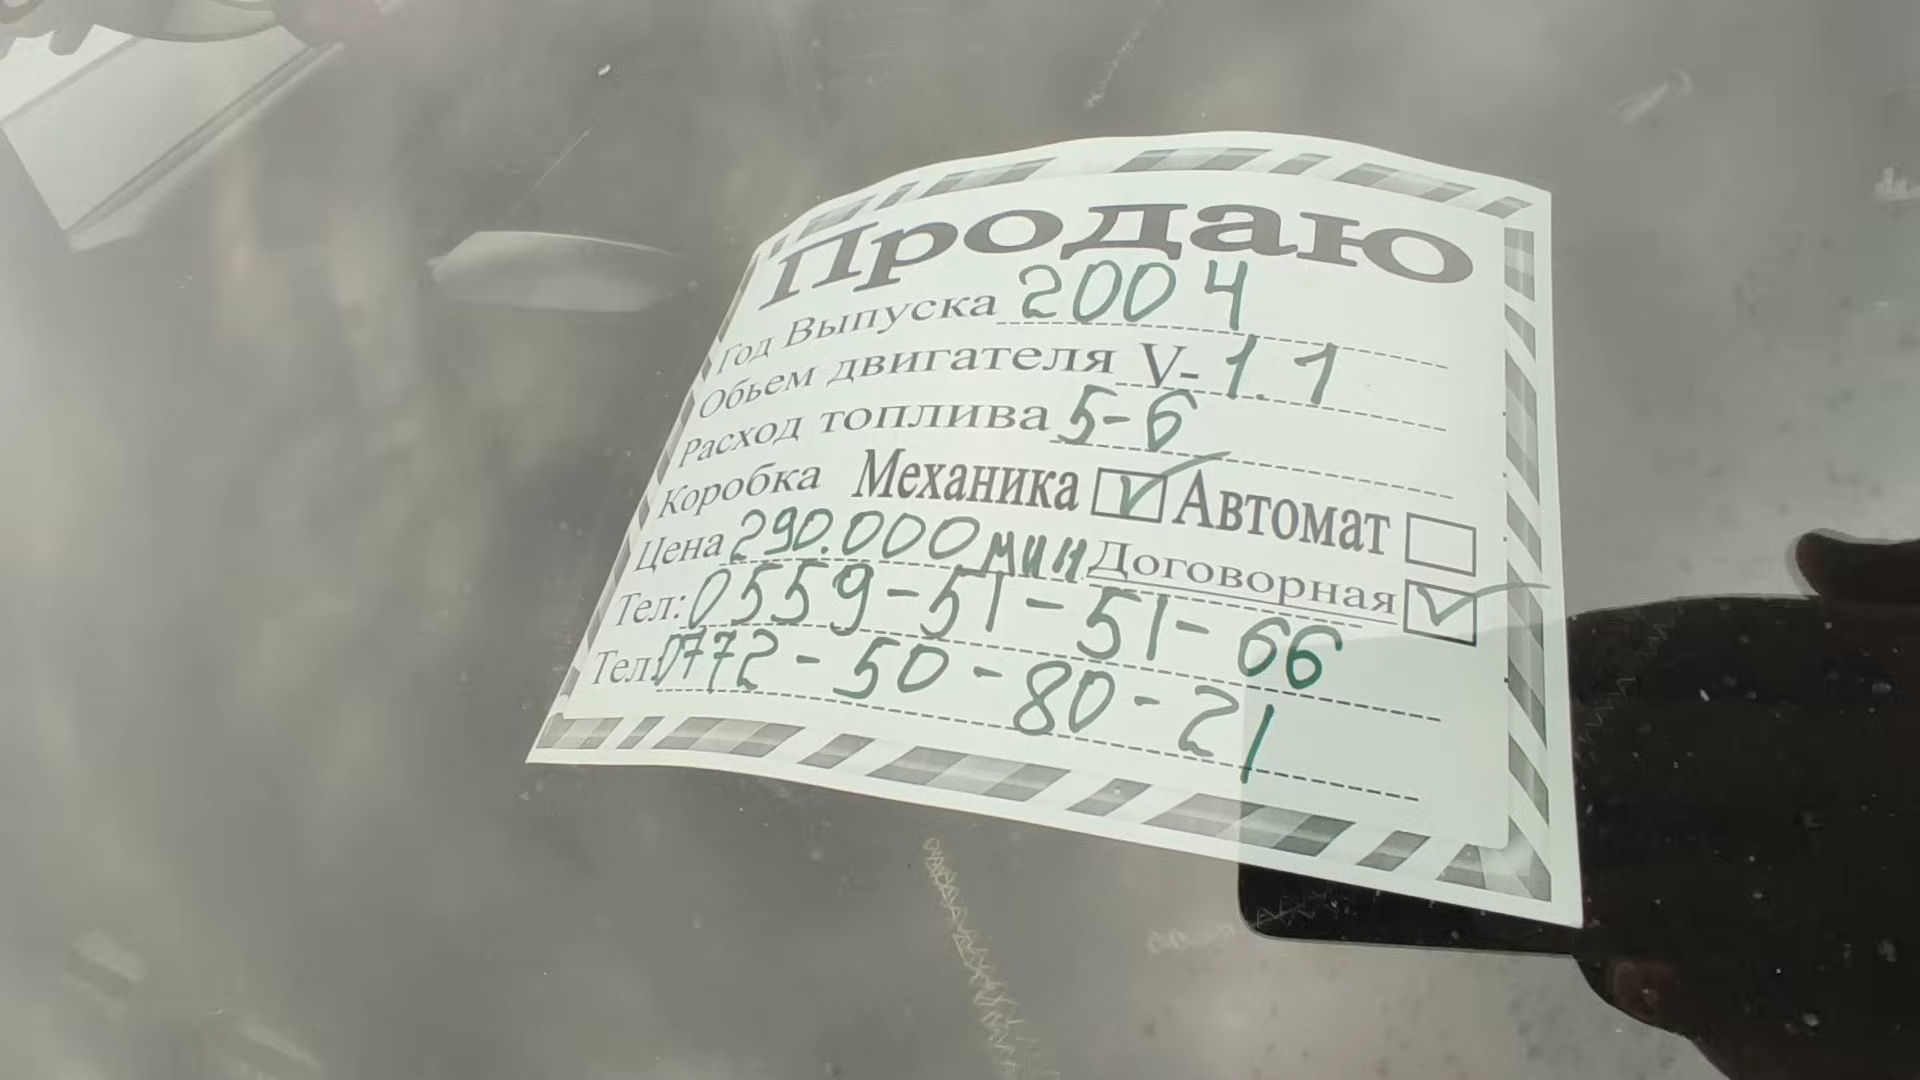 Продаю
Год Выпуска 2004
Обьем двигателя V- 1.1
Расход топлива 5-6
Коробка Механика ✓ Автомат
Цена 290.000 мин Договорная ✓
Тел: 0559-51-51-66
Тел: 0772-50-80-21